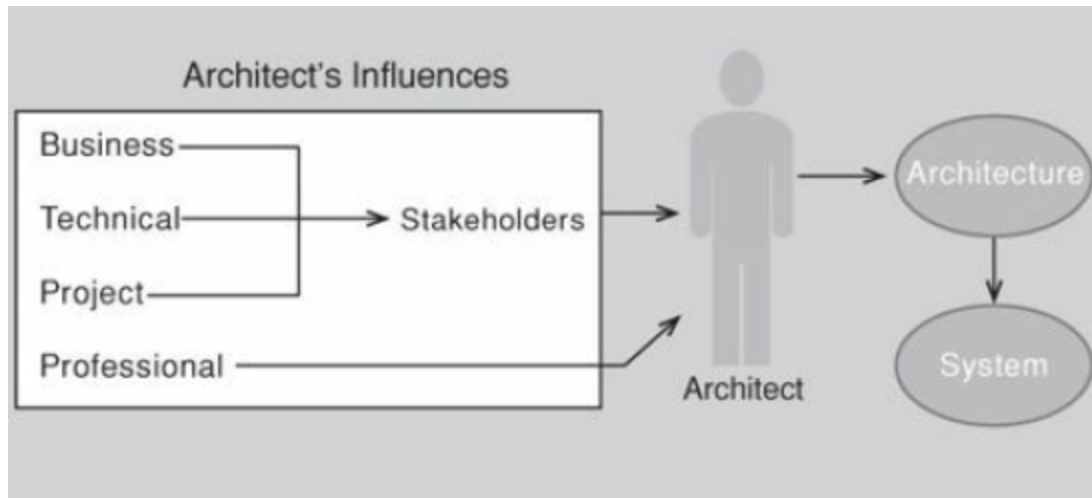 Architect's Influences
Business
Technical
Stakeholders
Project
Professional
Architect
Architecture
System